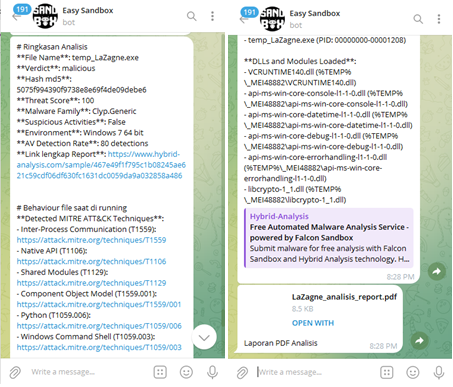 191
SAND
BOX
Easy Sandbox
bot
# Ringkasan Analisis
**File Name**: temp_LaZagne.exe
**Verdict**: malicious
**Hash md5**:
5075f994390f9738e8e69f4de09debe6
**Threat Score**: 100
**Malware Family**: Clyp.Generic
**Suspicious Activities**: False
**Environment**: Windows 7 64 bit
**AV Detection Rate**: 80 detections
**Link lengkap Report**: https://www.hybrid-
analysis.com/sample/467e49f1f795c1b08245ae6
21c59cdf06df630fc1631dc0059da9a032858a486
# Behaviour file saat di running
**Detected MITRE ATT&CK Techniques**:
- Inter-Process Communication (T1559):
https://attack.mitre.org/techniques/T1559
- Native API (T1106):
https://attack.mitre.org/techniques/T1106
- Shared Modules (T1129):
https://attack.mitre.org/techniques/T1129
- Component Object Model (T1559.001):
https://attack.mitre.org/techniques/T1559/001
- Python (T1059.006):
https://attack.mitre.org/techniques/T1059/006
- Windows Command Shell (T1059.003):
https://attack.mitre.org/techniques/T1059/003
Write a message...
191
SAND
BOX
Easy Sandbox
bot
- temp_LaZagne.exe (PID: 00000000-00001208)
**DLLs and Modules Loaded**:
- VCRUNTIME140.dll (%TEMP%
\_MEI48882\VCRUNTIME140.dll)
- api-ms-win-core-console-l1-1-0.dll (%TEMP%
\_MEI48882\api-ms-win-core-console-l1-1-0.dll)
- api-ms-win-core-datetime-l1-1-0.dll (%TEMP%
\_MEI48882\api-ms-win-core-datetime-l1-1-0.dll)
- api-ms-win-core-debug-l1-1-0.dll (%TEMP%
\_MEI48882\api-ms-win-core-debug-l1-1-0.dll)
- api-ms-win-core-errorhandling-l1-1-0.dll
(%TEMP%\_MEI48882\api-ms-win-core-
errorhandling-l1-1-0.dll)
- libcrypto-1_1.dll (%TEMP%
\_MEI48882\libcrypto-1_1.dll)
Hybrid-Analysis
Free Automated Malware Analysis Service -
powered by Falcon Sandbox
Submit malware for free analysis with Falcon
Sandbox and Hybrid Analysis technology. H...
8:28 PM
LaZagne_analisis_report.pdf
8.5 KB
OPEN WITH
Laporan PDF Analisis
8:28 PM
Write a message...